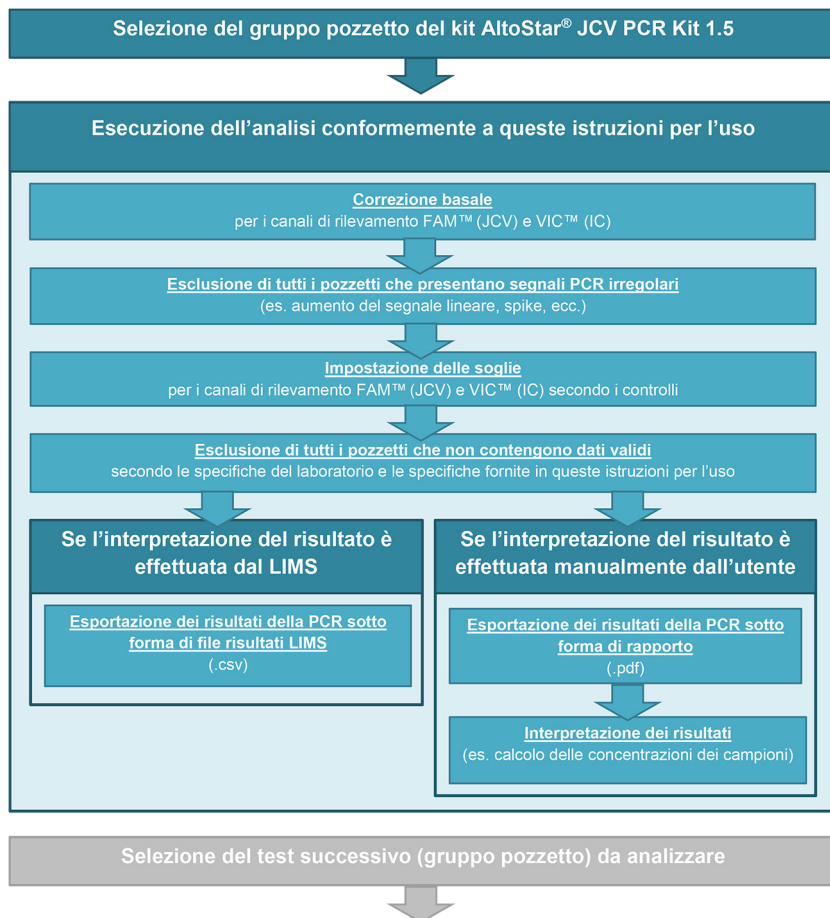 Selezione del gruppo pozzetto del kit AltoStar® JCV PCR Kit 1.5
Esecuzione dell'analisi conformemente a queste istruzioni per l'uso
Correzione basale
per i canali di rilevamento FAM™ (JCV) e VIC™ (IC)
Esclusione di tutti i pozzetti che presentano segnali PCR irregolari
(es. aumento del segnale lineare, spike, ecc.)
Impostazione delle soglie
per i canali di rilevamento FAM™ (JCV) e VIC™ (IC) secondo i controlli
Esclusione di tutti i pozzetti che non contengono dati validi
secondo le specifiche del laboratorio e le specifiche fornite in queste istruzioni per l'uso
Se l'interpretazione del risultato è
effettuata dal LIMS
Esportazione dei risultati della PCR sotto
forma di file risultati LIMS
(.csv)
Se l'interpretazione del risultato è
effettuata manualmente dall'utente
Esportazione dei risultati della PCR sotto
forma di rapporto
(.pdf)
Interpretazione dei risultati
(es. calcolo delle concentrazioni dei campioni)
Selezione del test successivo (gruppo pozzetto) da analizzare